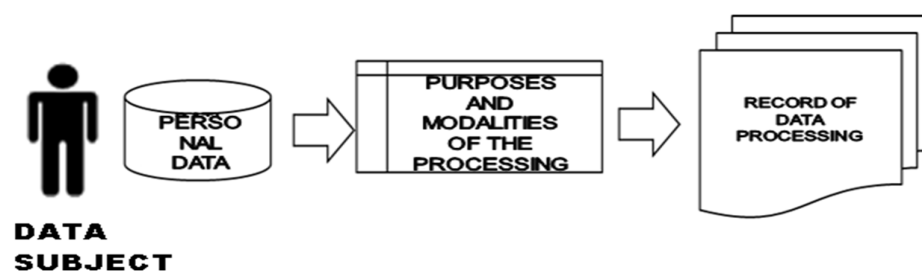 PERSO
NAL
DATA
PURPOSES
AND
MODALITIES
OF THE
PROCESSING
RECORD OF
DATA
PROCESSING
DATA
SUBJECT